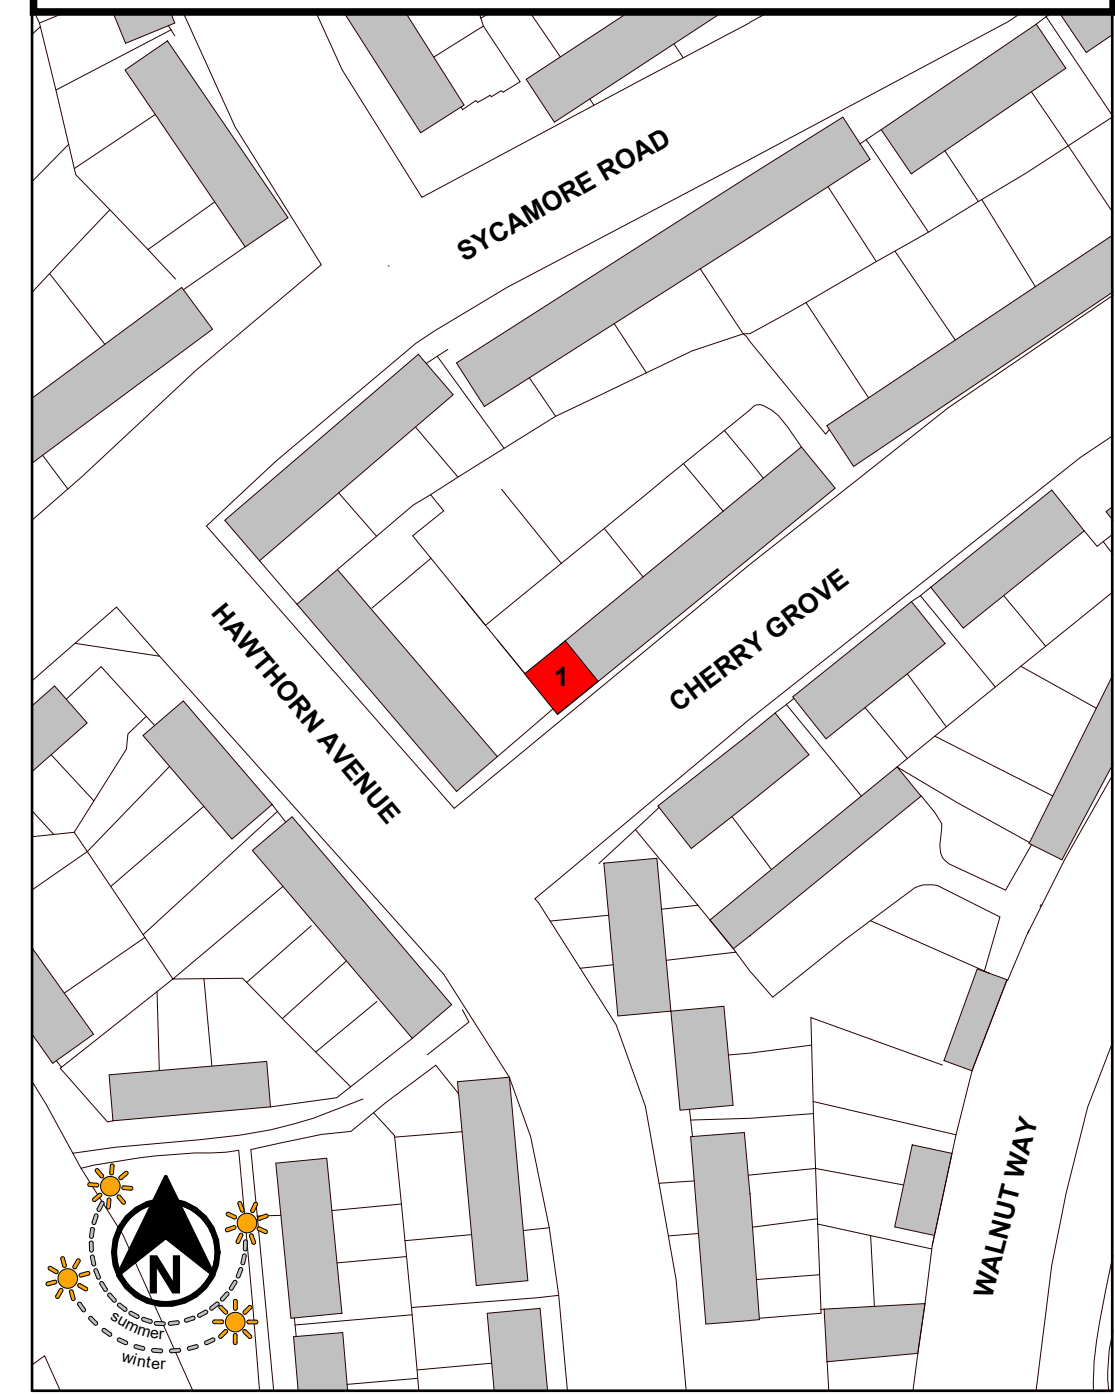 SYCAMORE ROAD
HAWTHORN AVENUE
CHERRY GROVE
1
WALNUT WAY
N
summer
winter